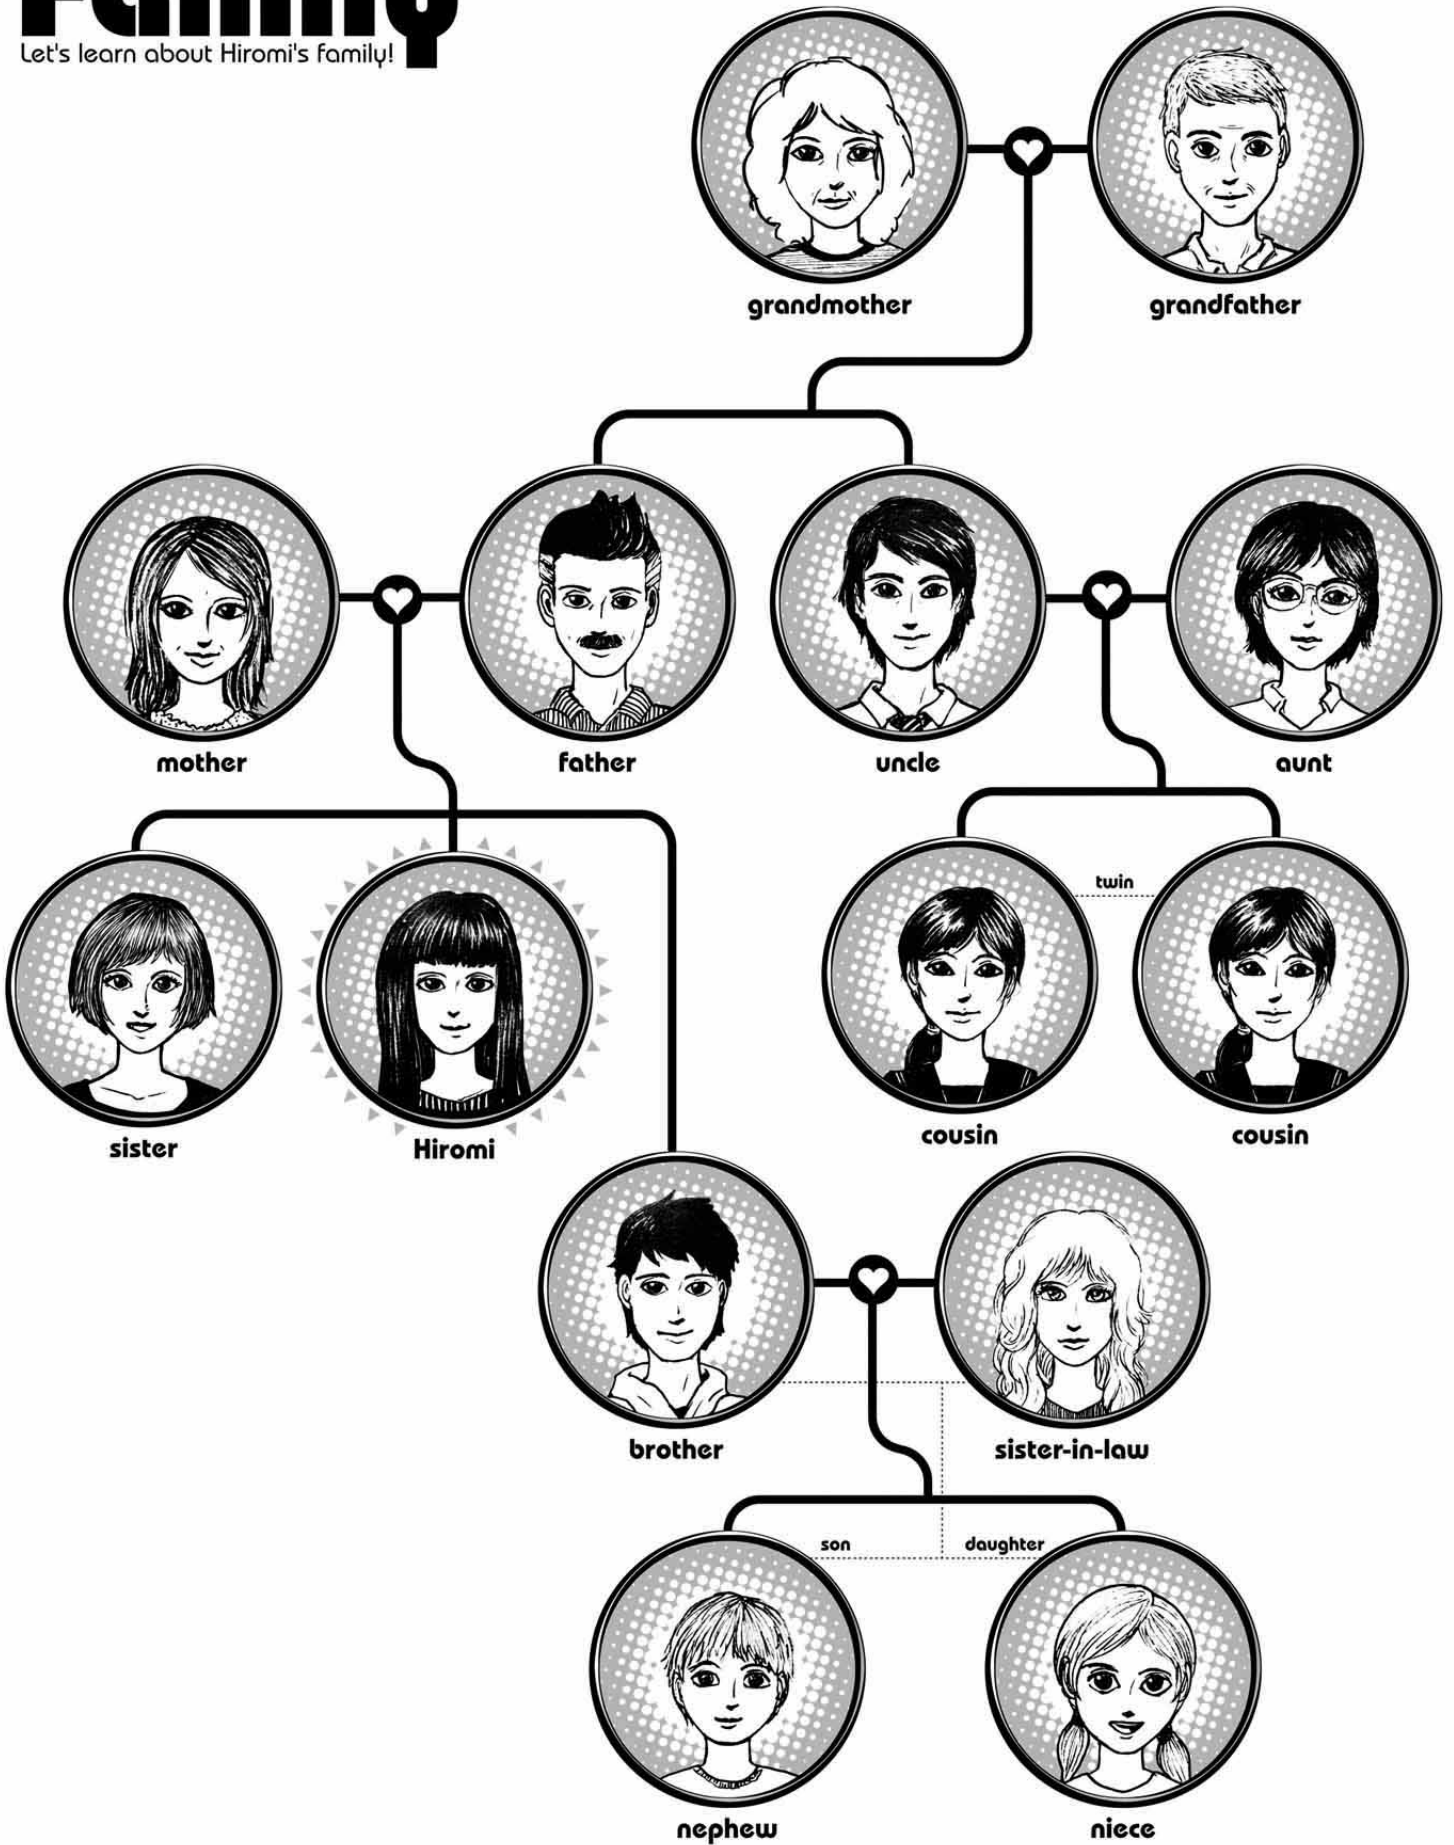 Family
Let's learn about Hiromi's family!
grandmother
grandfather
mother
father
uncle
aunt
twin
sister
Hiromi
cousin
cousin
brother
sister-in-law
son
daughter
nephew
niece